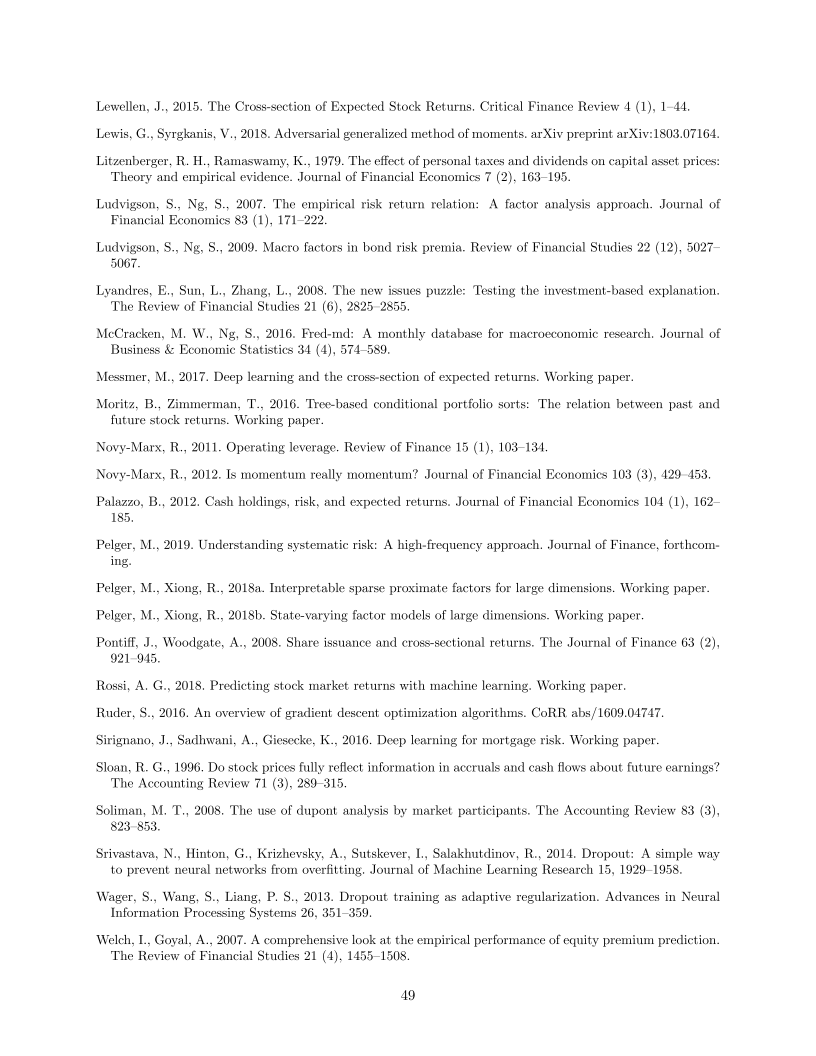 Lewellen, J., 2015. The Cross-section of Expected Stock Returns. Critical Finance Review 4 (1), 1–44.
Lewis, G., Syrgkanis, V., 2018. Adversarial generalized method of moments. arXiv preprint arXiv:1803.07164.
Litzenberger, R. H., Ramaswamy, K., 1979. The effect of personal taxes and dividends on capital asset prices:
Theory and empirical evidence. Journal of Financial Economics 7 (2), 163–195.
Ludvigson, S., Ng, S., 2007. The empirical risk return relation: A factor analysis approach. Journal of
Financial Economics 83 (1), 171–222.
Ludvigson, S., Ng, S., 2009. Macro factors in bond risk premia. Review of Financial Studies 22 (12), 5027–
5067.
Lyandres, E., Sun, L., Zhang, L., 2008. The new issues puzzle: Testing the investment-based explanation.
The Review of Financial Studies 21 (6), 2825–2855.
McCracken, M. W., Ng, S., 2016. Fred-md: A monthly database for macroeconomic research. Journal of
Business & Economic Statistics 34 (4), 574–589.
Messmer, M., 2017. Deep learning and the cross-section of expected returns. Working paper.
Moritz, B., Zimmerman, T., 2016. Tree-based conditional portfolio sorts: The relation between past and
future stock returns. Working paper.
Novy-Marx, R., 2011. Operating leverage. Review of Finance 15 (1), 103–134.
Novy-Marx, R., 2012. Is momentum really momentum? Journal of Financial Economics 103 (3), 429–453.
Palazzo, B., 2012. Cash holdings, risk, and expected returns. Journal of Financial Economics 104 (1), 162–
185.
Pelger, M., 2019. Understanding systematic risk: A high-frequency approach. Journal of Finance, forthcom-
ing.
Pelger, M., Xiong, R., 2018a. Interpretable sparse proximate factors for large dimensions. Working paper.
Pelger, M., Xiong, R., 2018b. State-varying factor models of large dimensions. Working paper.
Pontiff, J., Woodgate, A., 2008. Share issuance and cross-sectional returns. The Journal of Finance 63 (2),
921–945.
Rossi, A. G., 2018. Predicting stock market returns with machine learning. Working paper.
Ruder, S., 2016. An overview of gradient descent optimization algorithms. CoRR abs/1609.04747.
Sirignano, J., Sadhwani, A., Giesecke, K., 2016. Deep learning for mortgage risk. Working paper.
Sloan, R. G., 1996. Do stock prices fully reflect information in accruals and cash flows about future earnings?
The Accounting Review 71 (3), 289–315.
Soliman, M. T., 2008. The use of dupont analysis by market participants. The Accounting Review 83 (3),
823–853.
Srivastava, N., Hinton, G., Krizhevsky, A., Sutskever, I., Salakhutdinov, R., 2014. Dropout: A simple way
to prevent neural networks from overfitting. Journal of Machine Learning Research 15, 1929–1958.
Wager, S., Wang, S., Liang, P. S., 2013. Dropout training as adaptive regularization. Advances in Neural
Information Processing Systems 26, 351–359.
Welch, I., Goyal, A., 2007. A comprehensive look at the empirical performance of equity premium prediction.
The Review of Financial Studies 21 (4), 1455–1508.
49